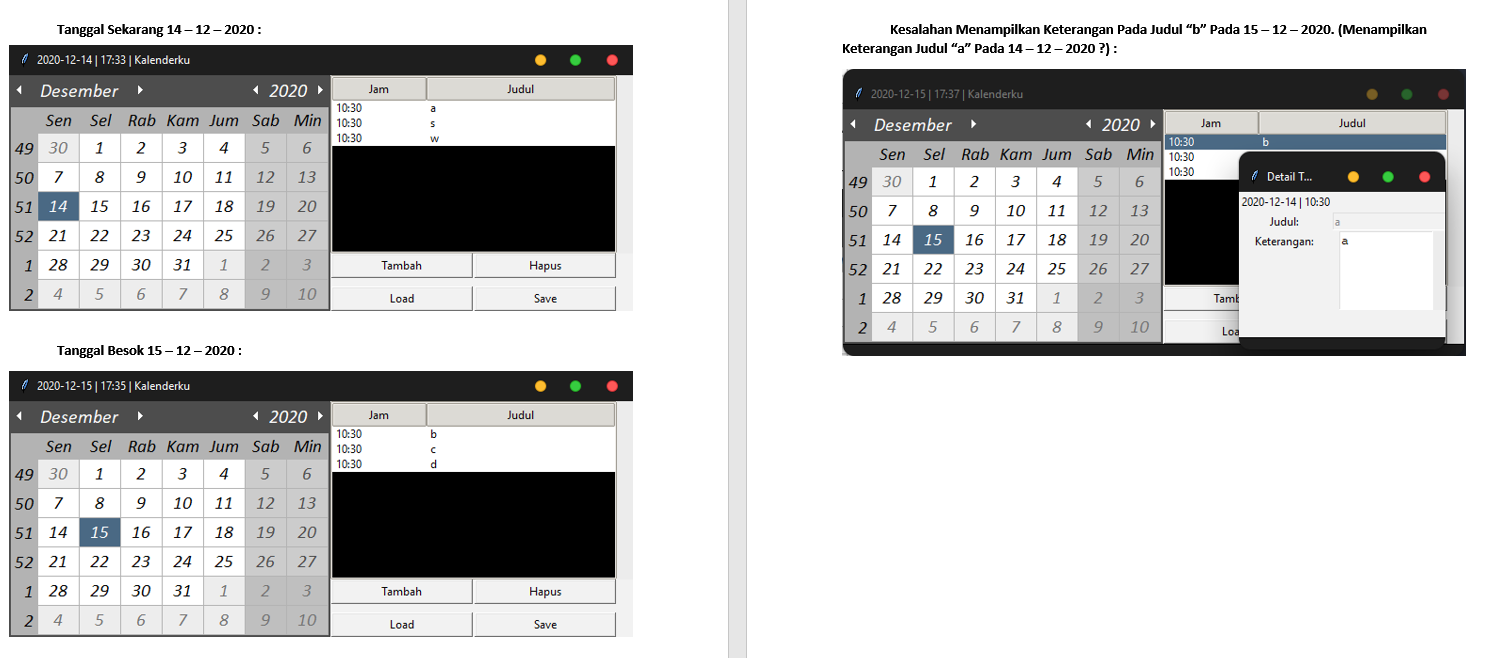 Tanggal Sekarang 14 – 12 – 2020 :
2020-12-14 | 17:33 | Kalenderku
Desember 2020
Sen Sel Rab Kam Jum Sab Min
49 30 1 2 3 4 5 6
50 7 8 9 10 11 12 13
51 14 15 16 17 18 19 20
52 21 22 23 24 25 26 27
1 28 29 30 31 1 2 3
2 4 5 6 7 8 9 10
Jam Judul
10:30 a
10:30 s
10:30 w
Tambah Hapus
Load Save
Tanggal Besok 15 – 12 – 2020 :
2020-12-15 | 17:35 | Kalenderku
Desember 2020
Sen Sel Rab Kam Jum Sab Min
49 30 1 2 3 4 5 6
50 7 8 9 10 11 12 13
51 14 15 16 17 18 19 20
52 21 22 23 24 25 26 27
1 28 29 30 31 1 2 3
2 4 5 6 7 8 9 10
Jam Judul
10:30 b
10:30 c
10:30 d
Tambah Hapus
Load Save
Kesalahan Menampilkan Keterangan Pada Judul “b” Pada 15 – 12 – 2020. (Menampilkan
Keterangan Judul “a” Pada 14 – 12 – 2020 ?) :
2020-12-15 | 17:37 | Kalenderku
Desember 2020
Sen Sel Rab Kam Jum Sab Min
49 30 1 2 3 4 5 6
50 7 8 9 10 11 12 13
51 14 15 16 17 18 19 20
52 21 22 23 24 25 26 27
1 28 29 30 31 1 2 3
2 4 5 6 7 8 9 10
Jam Judul
10:30 b
10:30
10:30
Tamb
Loa
Detail T...
2020-12-14 | 10:30
Judul: a
Keterangan: a